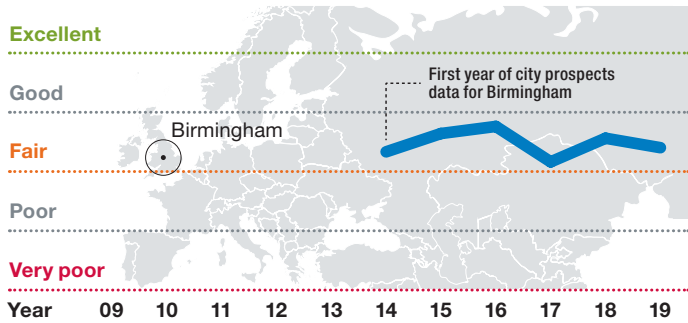 Excellent
Good
First year of city prospects
data for Birmingham
Birmingham
Fair
Poor
Very poor
Year 09 10 11 12 13 14 15 16 17 18 19